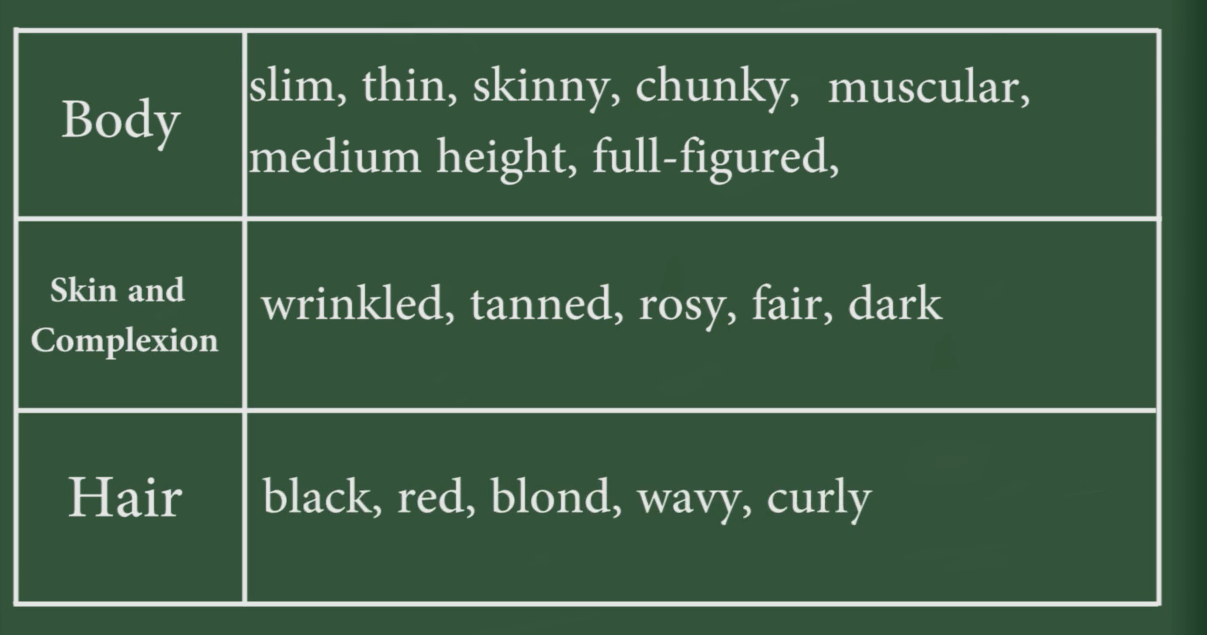 Body
slim, thin, skinny, chunky, muscular,
medium height, full-figured,
Skin and
Complexion
wrinkled, tanned, rosy, fair, dark
Hair
black, red, blond, wavy, curly